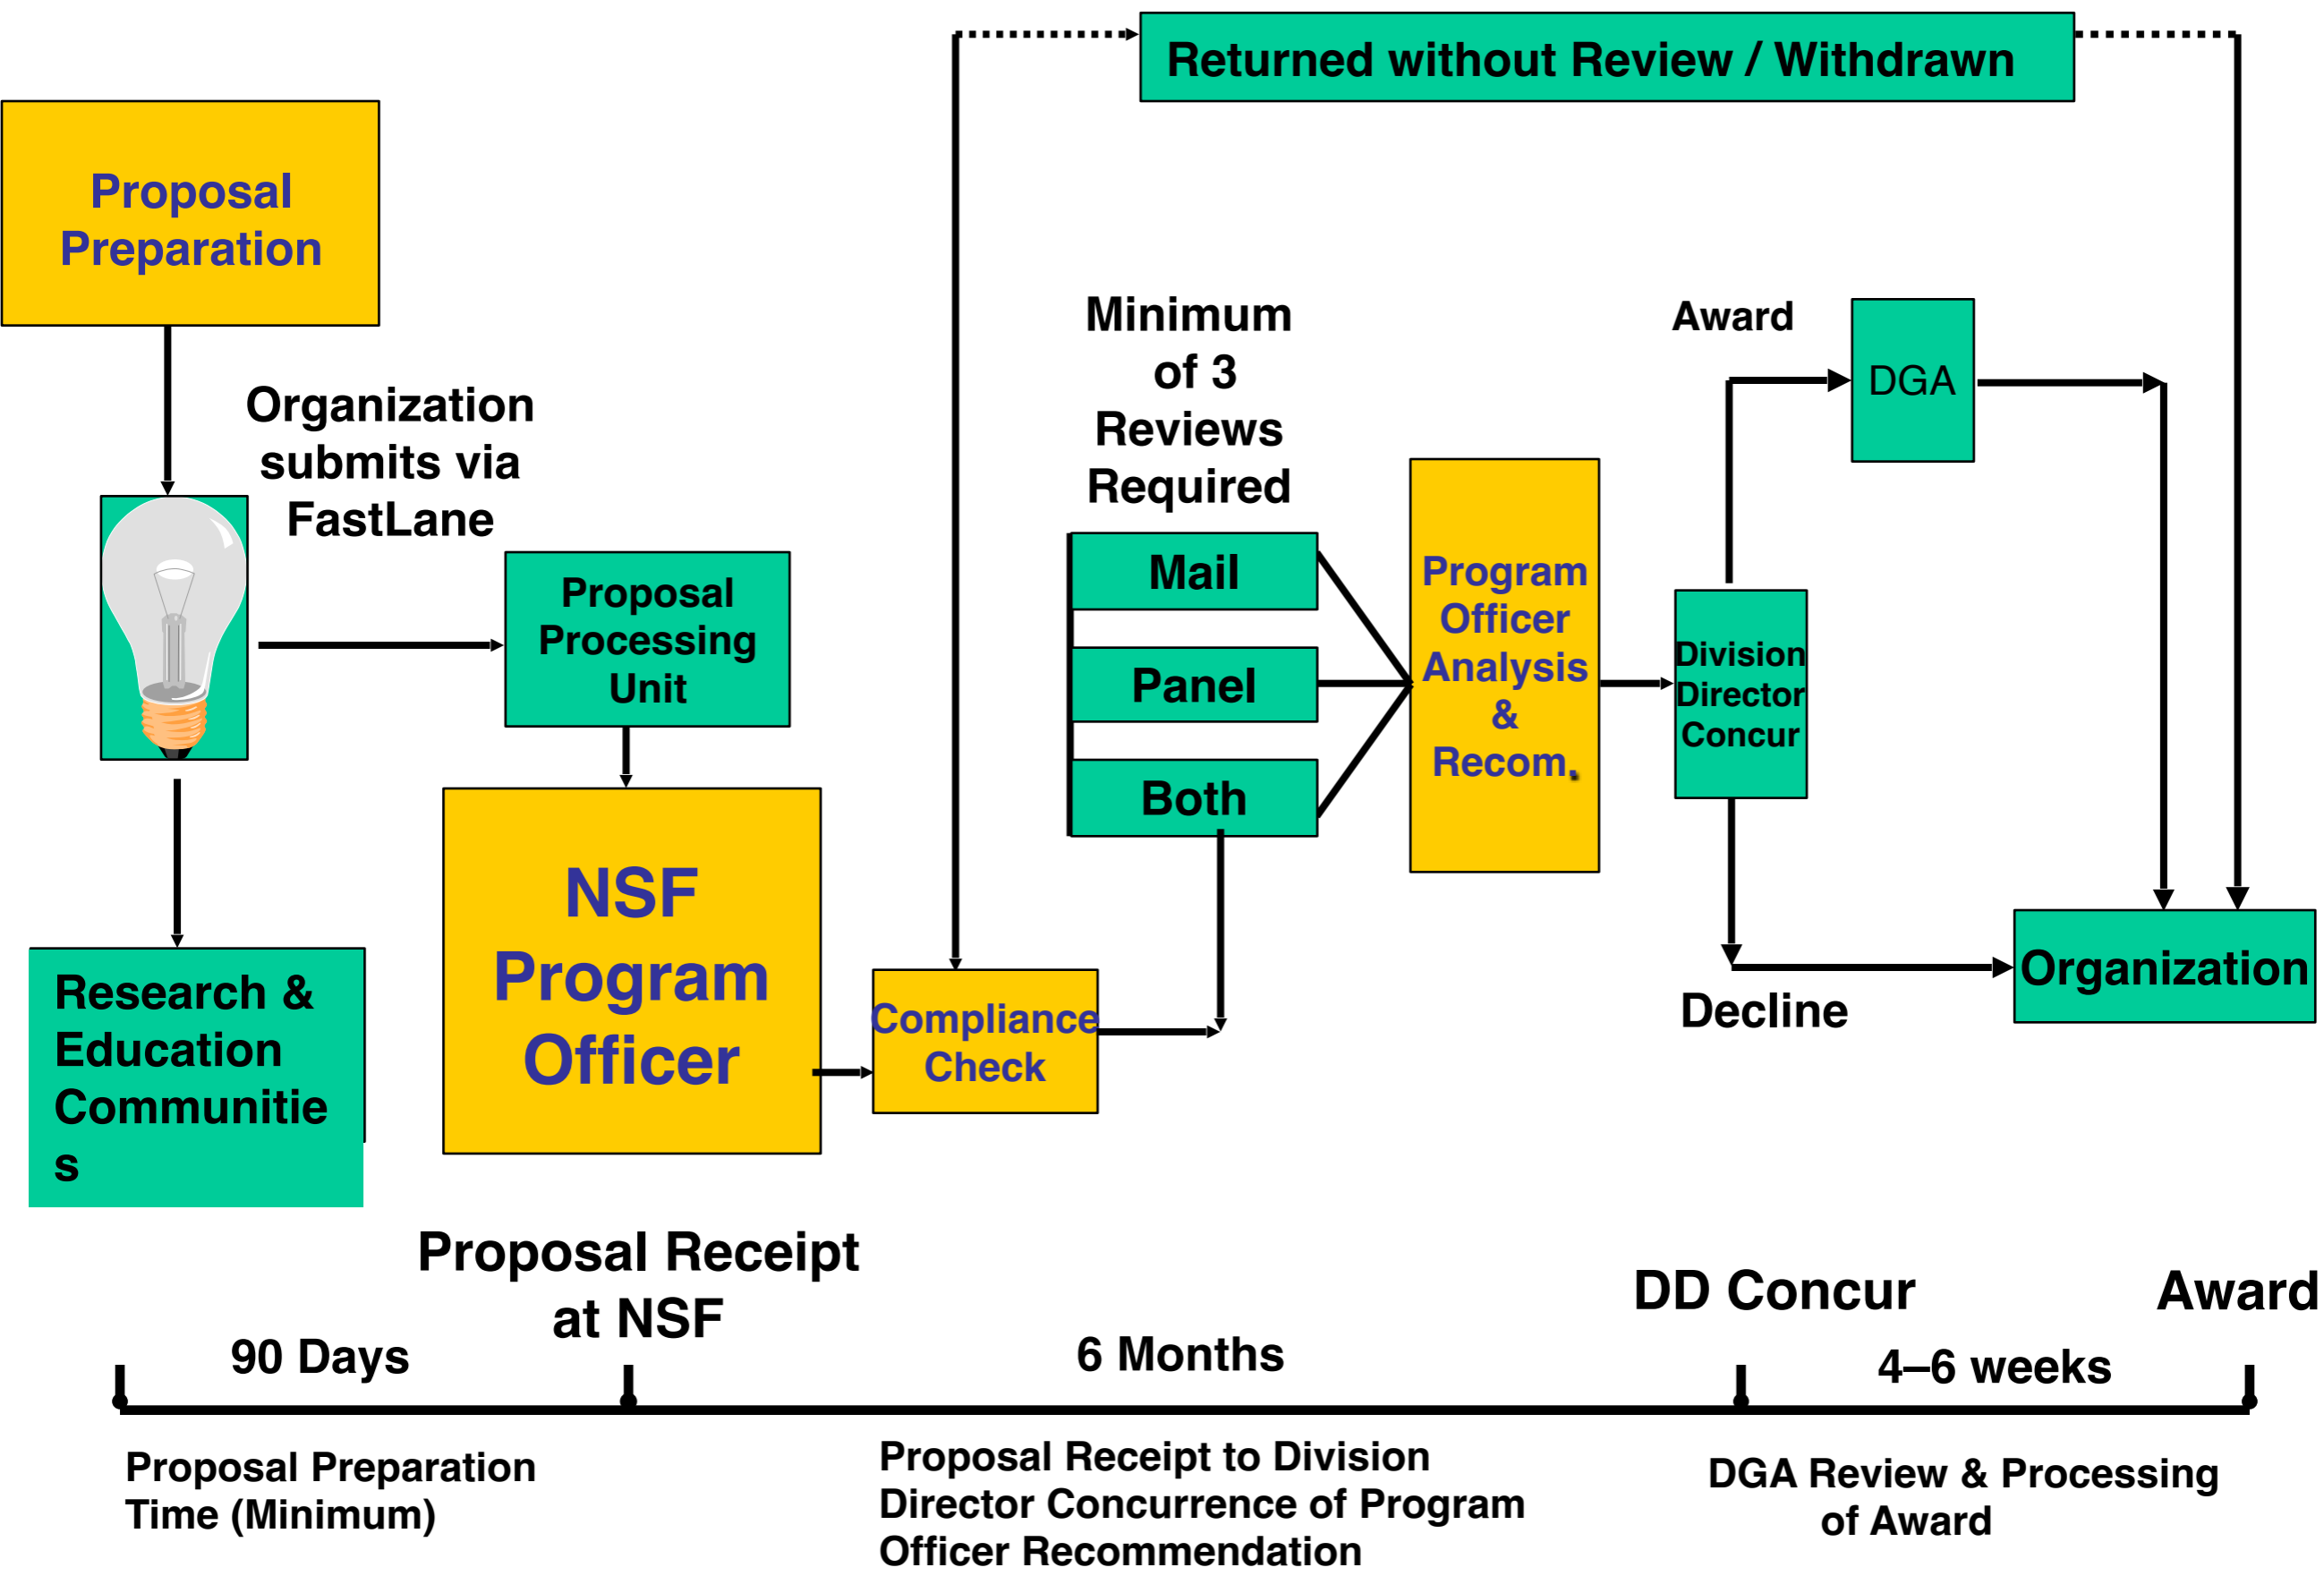 Returned without Review / Withdrawn
Proposal
Preparation
Organization
submits via
FastLane
Proposal
Processing
Unit
Research &
Education
Communitie
s
NSF
Program
Officer
Compliance
Check
Minimum
of 3
Reviews
Required
Mail
Panel
Both
Program
Officer
Analysis
&
Recom.
Division
Director
Concur
Award
DGA
Decline
Organization
Proposal Receipt
at NSF
DD Concur
Award
90 Days
6 Months
4–6 weeks
Proposal Preparation
Time (Minimum)
Proposal Receipt to Division
Director Concurrence of Program
Officer Recommendation
DGA Review & Processing
of Award